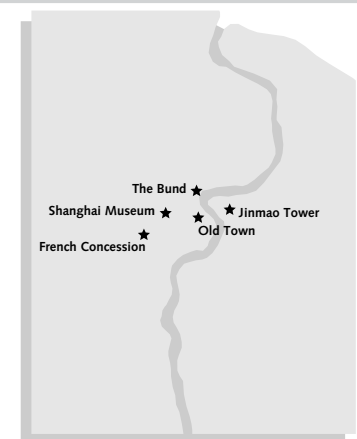 The Bund
Shanghai Museum
Jinmao Tower
Old Town
French Concession